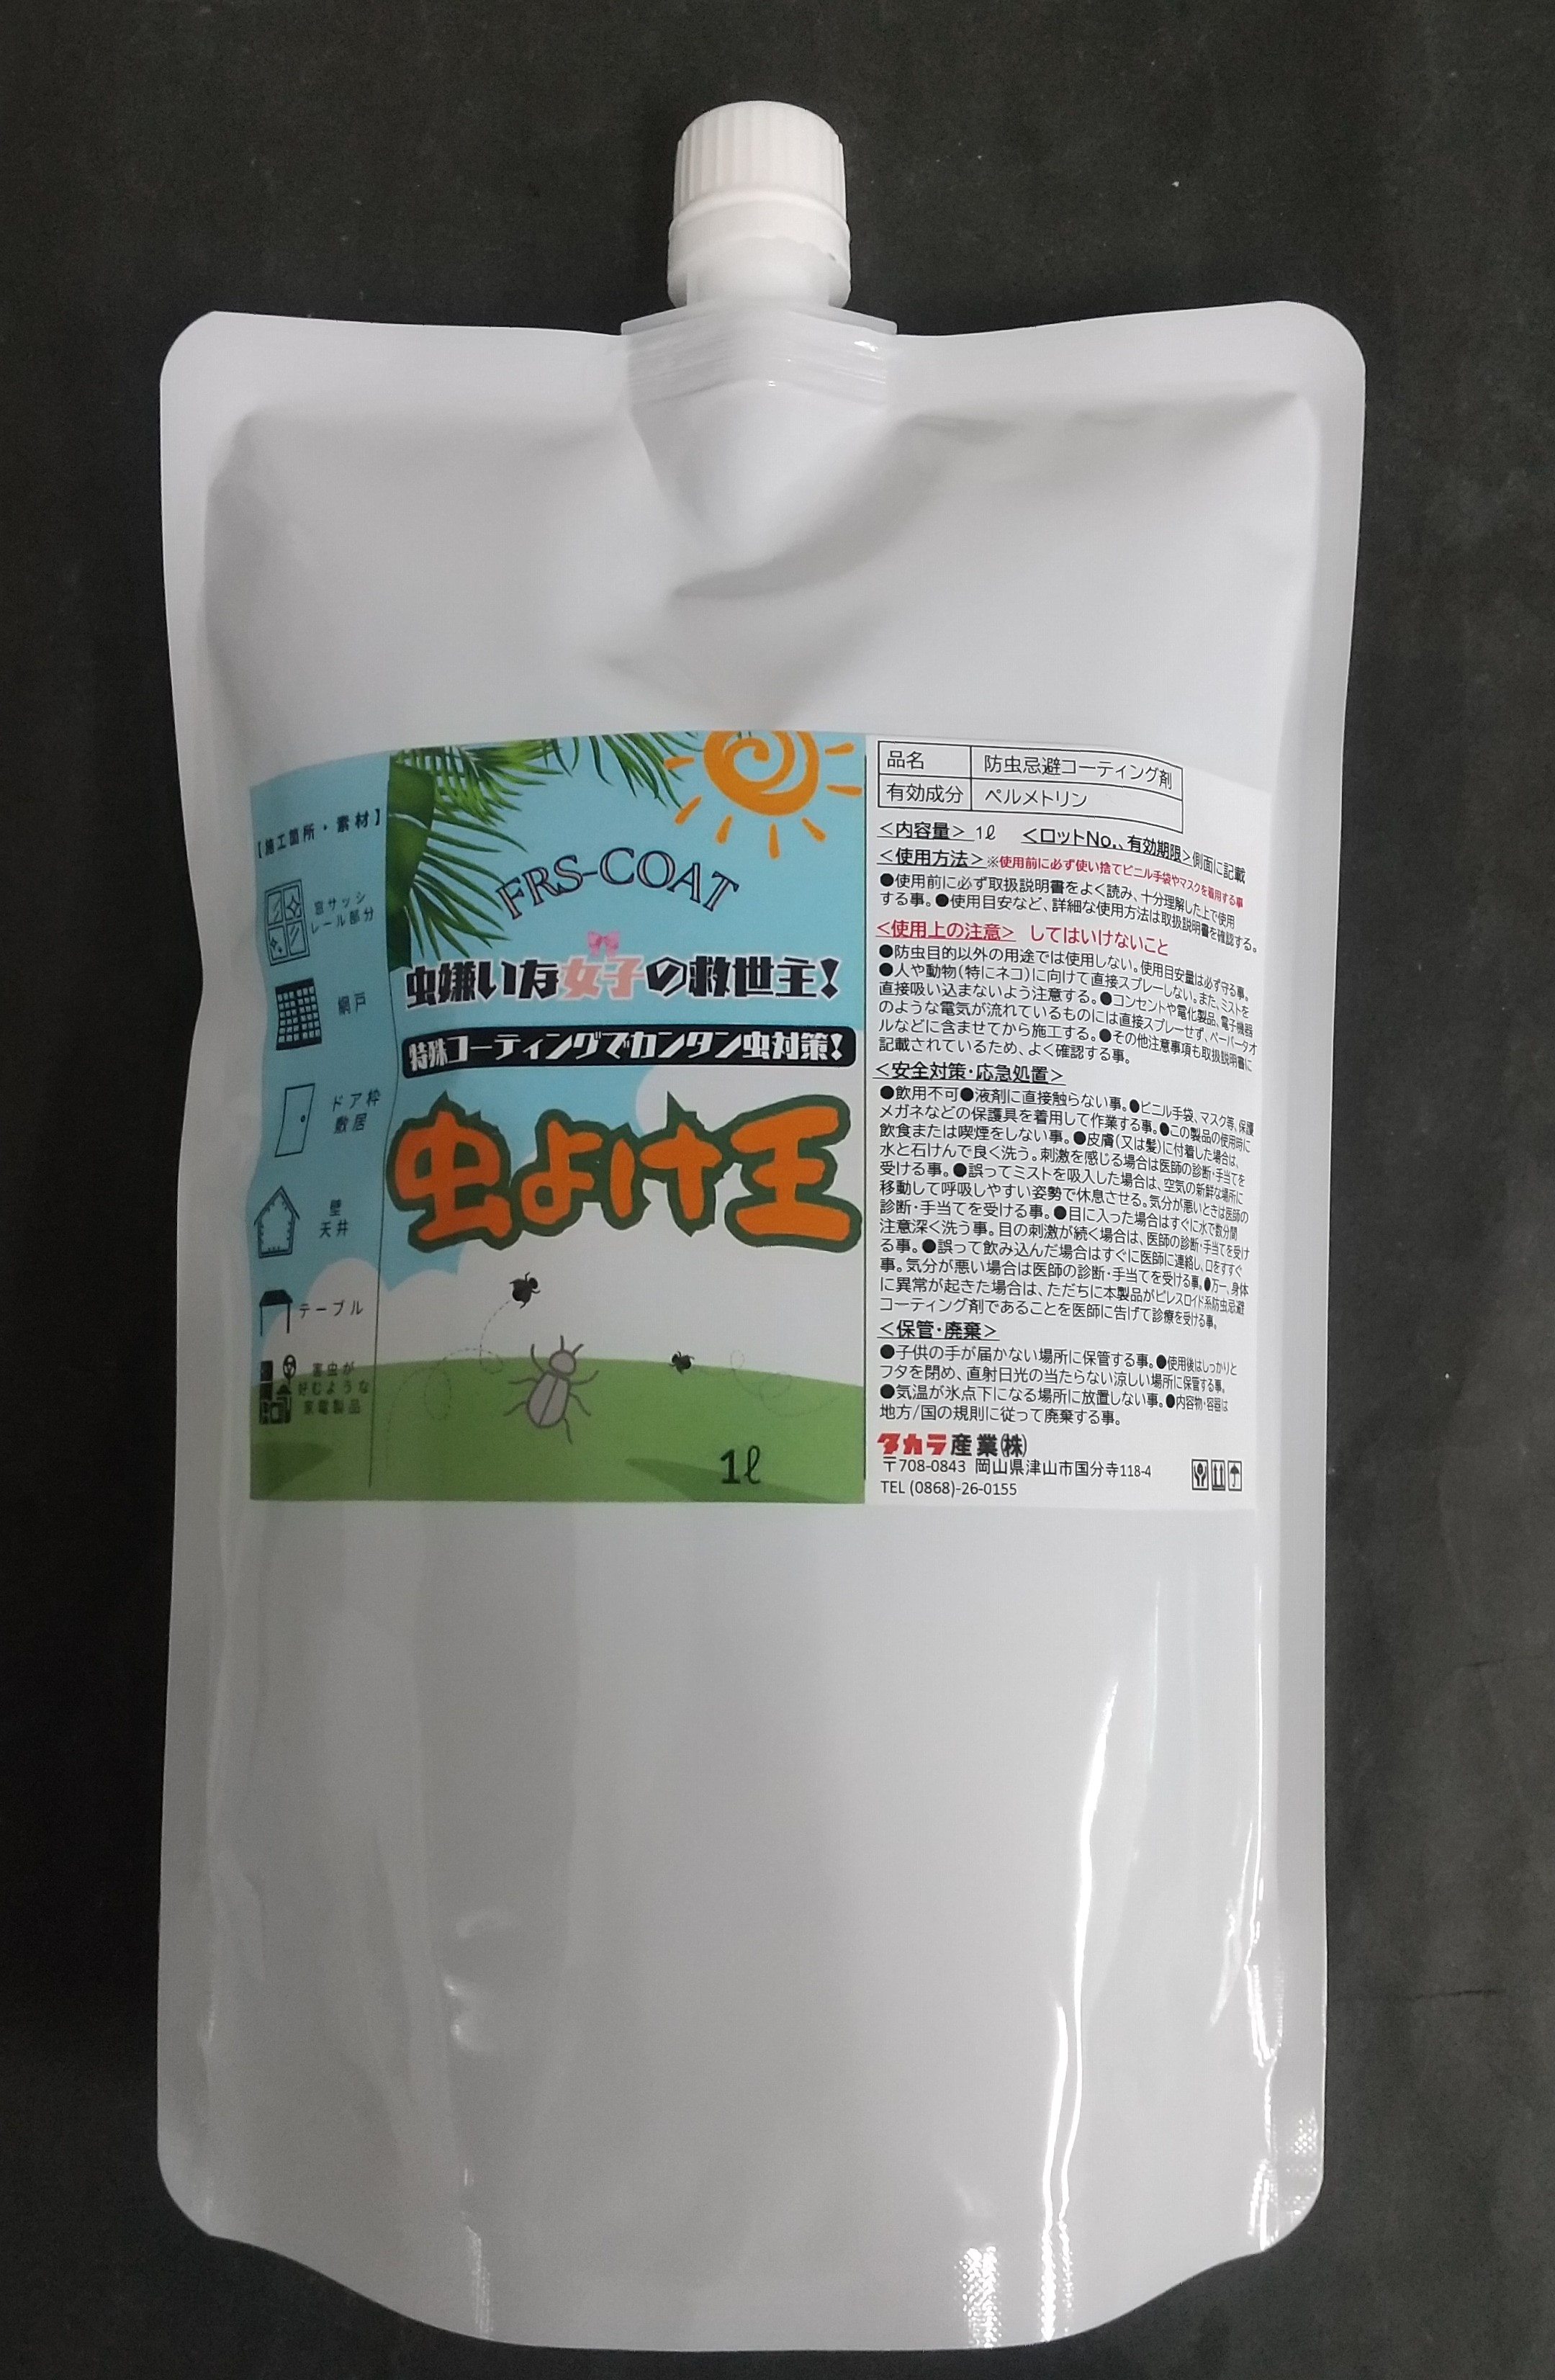 【施工箇所・素材】
窓サッシ
レール部分
網戸
ドア枠
敷居
壁
天井
テーブル
害虫が
好むような
家電製品
FRS-COAT
虫嫌いな女子の救世主!
特殊コーティングでカンタン虫対策!
虫よけ王
1ℓ
品名 防虫忌避コーティング剤
有効成分 ペルメトリン
<内容量> 1ℓ <ロットNo.、有効期限>側面に記載
<使用方法>※使用前に必ず使い捨てビニル手袋やマスクを着用する事
●使用前に必ず取扱説明書をよく読み、十分理解した上で使用
する事。●使用目安など、詳細な使用方法は取扱説明書を確認する。
<使用上の注意> してはいけないこと
●防虫目的以外の用途では使用しない。使用目安量は必ず守る事。
●人や動物(特にネコ)に向けて直接スプレーしない。また、ミストを
直接吸い込まないよう注意する。●コンセントや電化製品、電子機器
のような電気が流れているものには直接スプレーせず、ペーパータオ
ルなどに含ませてから施工する。●その他注意事項も取扱説明書に
記載されているため、よく確認する事。
<安全対策・応急処置>
●飲用不可●液剤に直接触らない事。●ビニル手袋、マスク等、保護
メガネなどの保護具を着用して作業する事。●この製品の使用時に
飲食または喫煙をしない事。●皮膚(又は髪)に付着した場合は、
水と石けんで良く洗う。刺激を感じる場合は医師の診断・手当てを
受ける事。●誤ってミストを吸入した場合は、空気の新鮮な場所に
移動して呼吸しやすい姿勢で休息させる。気分が悪いときは医師の
診断・手当てを受ける事。●目に入った場合はすぐに水で数分間
注意深く洗う事。目の刺激が続く場合は、医師の診断・手当てを受け
る事。●誤って飲み込んだ場合はすぐに医師に連絡し、口をすすぐ
事。気分が悪い場合は医師の診断・手当てを受ける事。●万一、身体
に異常が起きた場合は、ただちに本製品がピレスロイド系防虫忌避
コーティング剤であることを医師に告げて診療を受ける事。
<保管・廃棄>
●子供の手が届かない場所に保管する事。●使用後はしっかりと
フタを閉め、直射日光の当たらない涼しい場所に保管する事。
●気温が氷点下になる場所に放置しない事。●内容物・容器は
地方/国の規則に従って廃棄する事。
タカラ産業㈱
〒708-0843 岡山県津山市国分寺118-4
TEL (0868)-26-0155